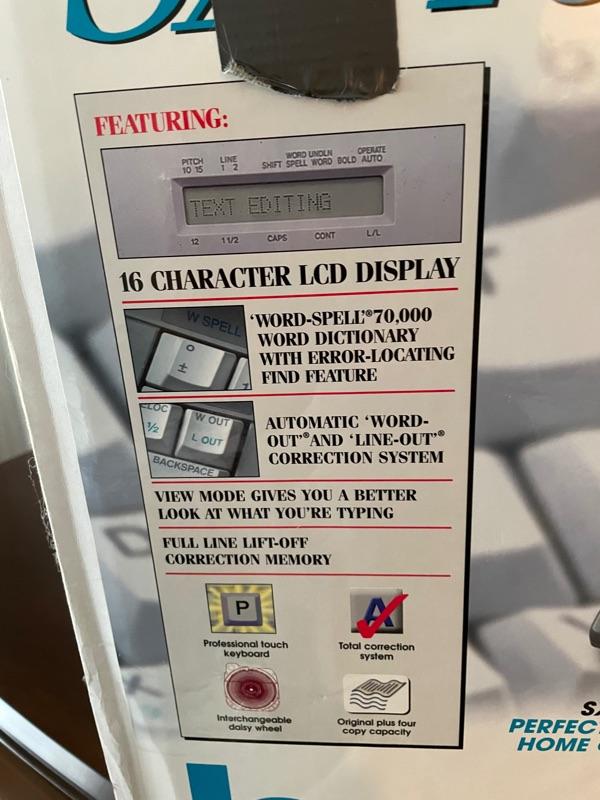 FEATURING:
PITCH LINE WORD UNDLN OPERATE
10 15 1 2 SHIFT SPELL WORD BOLD AUTO
TEXT EDITING
12 1 1/2 CAPS CONT L/L
16 CHARACTER LCD DISPLAY
W SPELL
°
±
'WORD-SPELL'® 70,000
WORD DICTIONARY
WITH ERROR-LOCATING
FIND FEATURE
W OUT
1/2
L OUT
BACKSPACE
AUTOMATIC 'WORD-
OUT'® AND 'LINE-OUT'®
CORRECTION SYSTEM
VIEW MODE GIVES YOU A BETTER
LOOK AT WHAT YOU'RE TYPING
FULL LINE LIFT-OFF
CORRECTION MEMORY
P
A
Professional touch
keyboard
Total correction
system
Interchangeable
daisy wheel
Original plus four
copy capacity
HOME